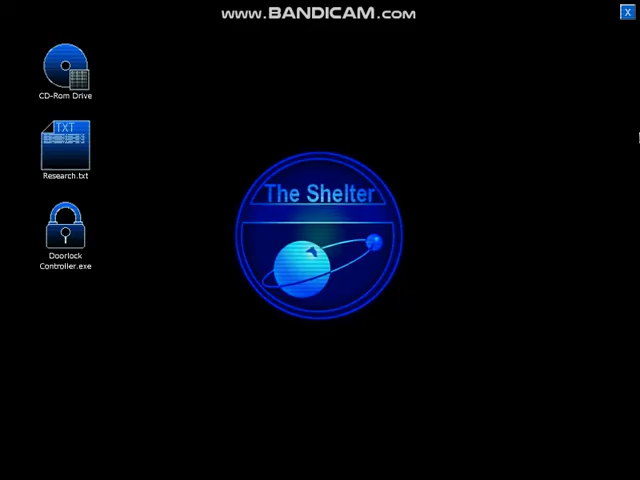 www.BANDICAM.com
X
CD-Rom Drive
TXT
Research.txt
The Shelter
Doorlock
Controller.exe